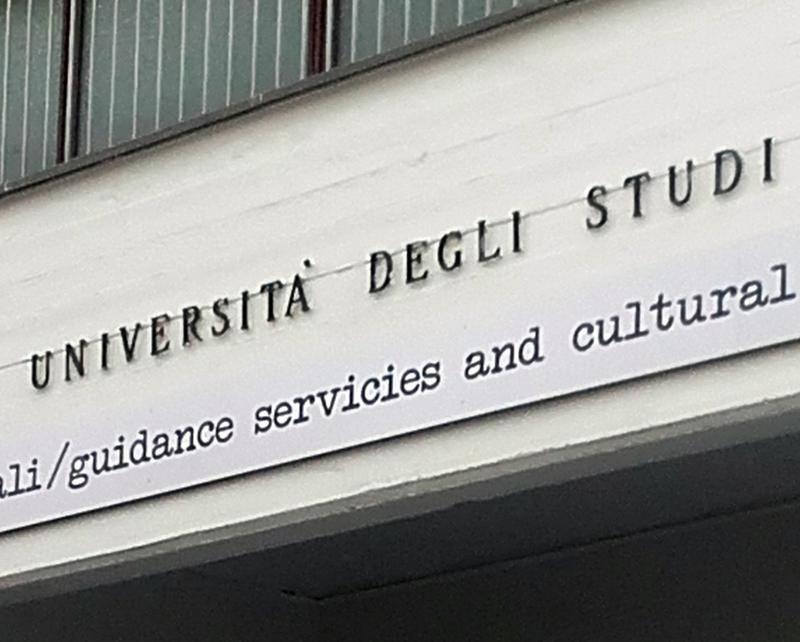 UNIVERSITÀ DEGLI STUDI
ali/guidance servicies and cultural